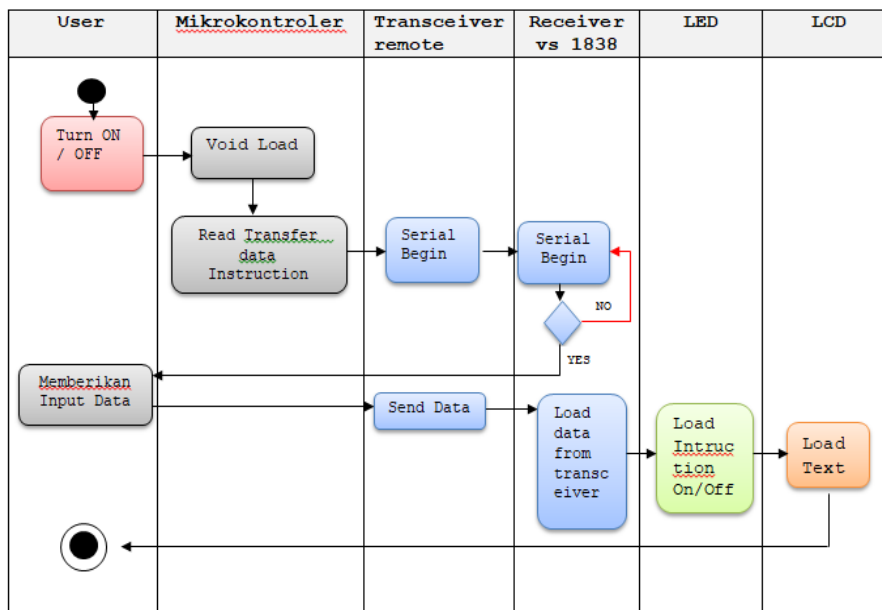 User
Mikrokontroler
Transceiver
remote
Receiver
vs 1838
LED
LCD
Turn ON
/ OFF
Void Load
Read Transfer
data
Instruction
Serial
Begin
Serial
Begin
NO
YES
Memberikan
Input Data
Send Data
Load
data
from
transc
eiver
Load
Intruc
tion
On/Off
Load
Text